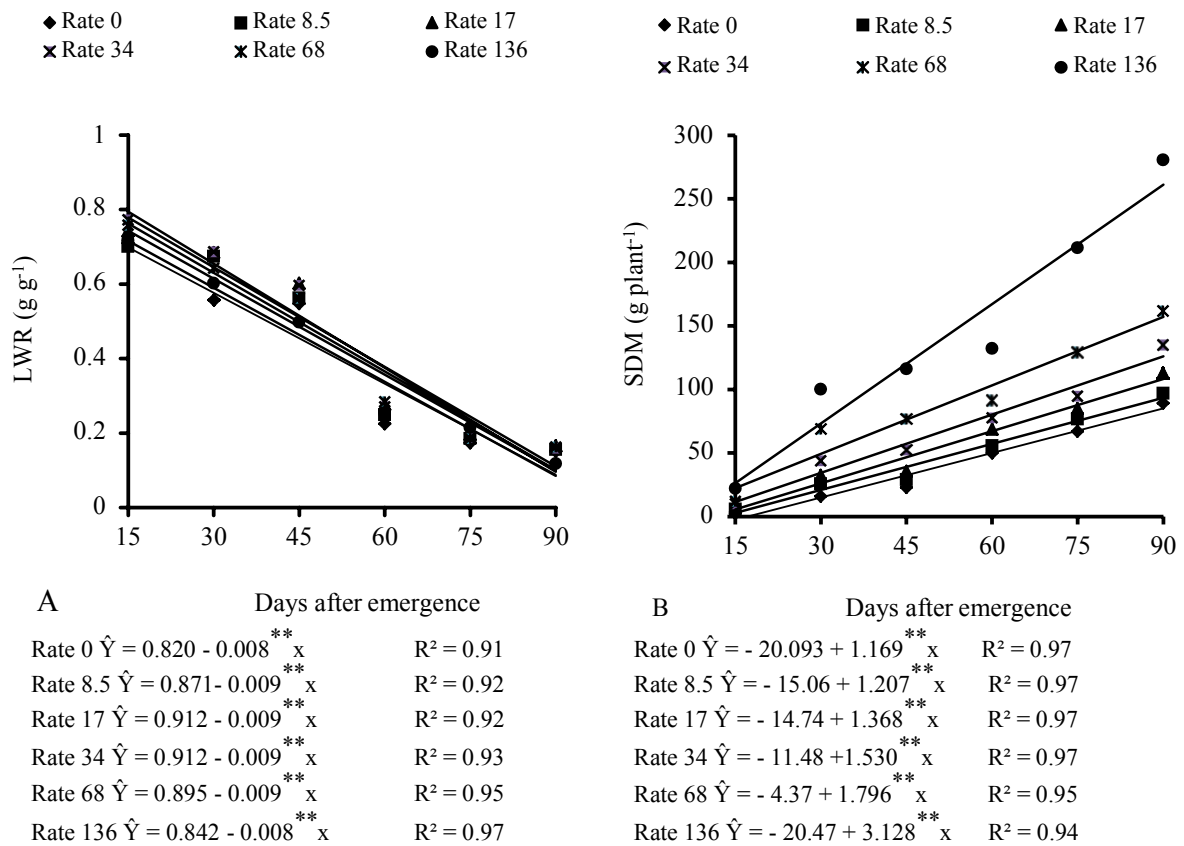 Rate 0 Rate 8.5 Rate 17
Rate 34 Rate 68 Rate 136
LWR (g g⁻¹)
1
0.8
0.6
0.4
0.2
0
15 30 45 60 75 90
A Days after emergence
Rate 0 Ŷ = 0.820 - 0.008**x R² = 0.91
Rate 8.5 Ŷ = 0.871- 0.009**x R² = 0.92
Rate 17 Ŷ = 0.912 - 0.009**x R² = 0.92
Rate 34 Ŷ = 0.912 - 0.009**x R² = 0.93
Rate 68 Ŷ = 0.895 - 0.009**x R² = 0.95
Rate 136 Ŷ = 0.842 - 0.008**x R² = 0.97
Rate 0 Rate 8.5 Rate 17
Rate 34 Rate 68 Rate 136
SDM (g plant⁻¹)
300
250
200
150
100
50
0
15 30 45 60 75 90
B Days after emergence
Rate 0 Ŷ = - 20.093 + 1.169**x R² = 0.97
Rate 8.5 Ŷ = - 15.06 + 1.207**x R² = 0.97
Rate 17 Ŷ = - 14.74 + 1.368**x R² = 0.97
Rate 34 Ŷ = - 11.48 +1.530**x R² = 0.97
Rate 68 Ŷ = - 4.37 + 1.796**x R² = 0.95
Rate 136 Ŷ = - 20.47 + 3.128**x R² = 0.94